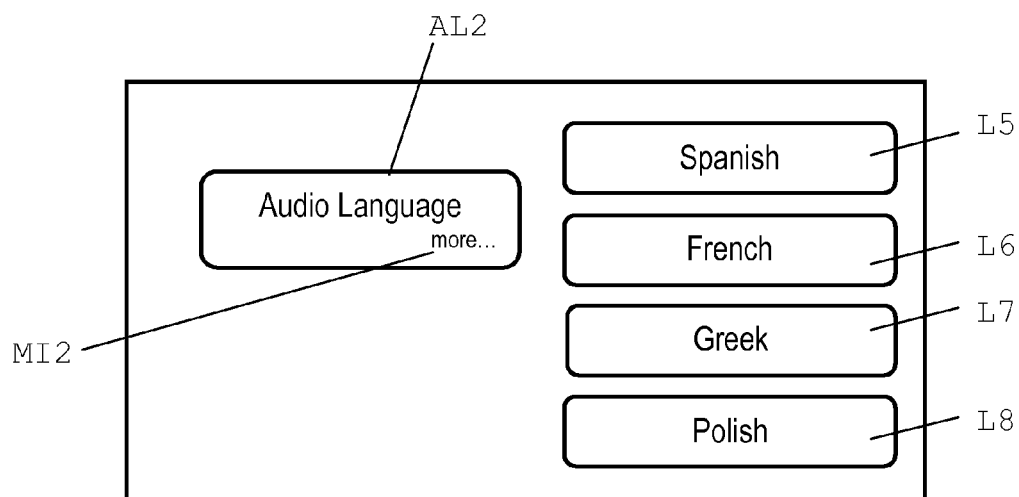 AL2
Spanish
L5
Audio Language
more...
French
L6
MI2
Greek
L7
Polish
L8